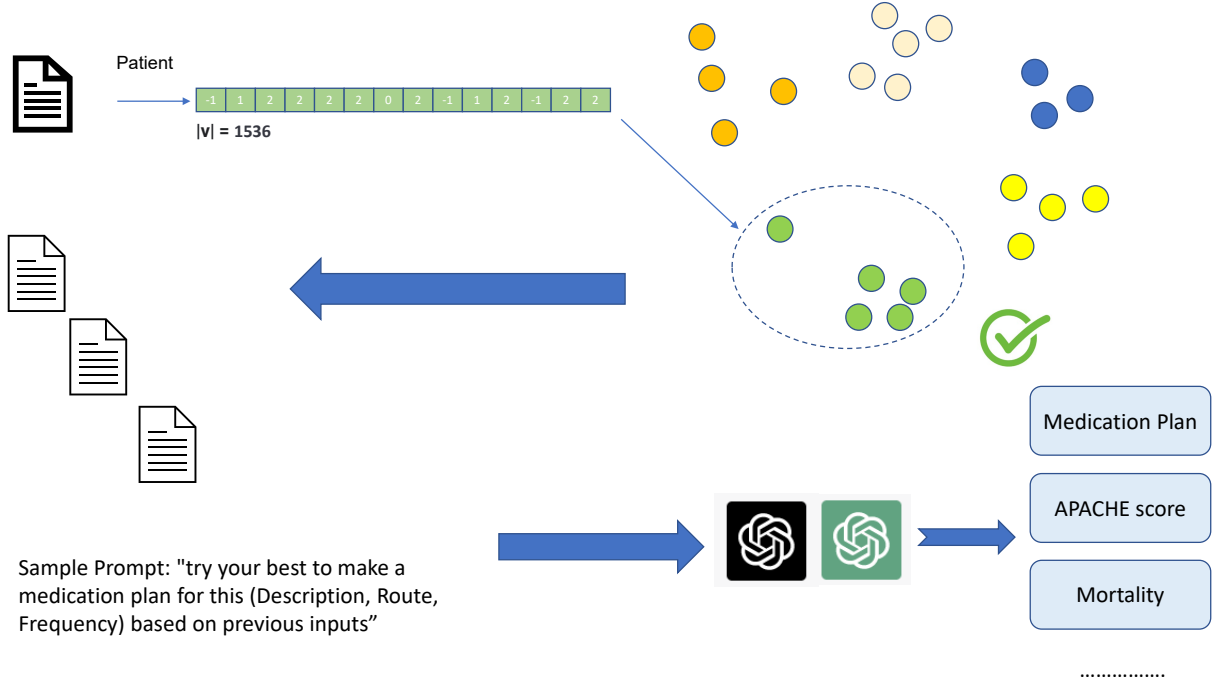 Patient
-1 1 2 2 2 2 0 2 -1 1 2 -1 2 2
|v| = 1536
Medication Plan
APACHE score
Mortality
…………….
Sample Prompt: "try your best to make a
medication plan for this (Description, Route,
Frequency) based on previous inputs”